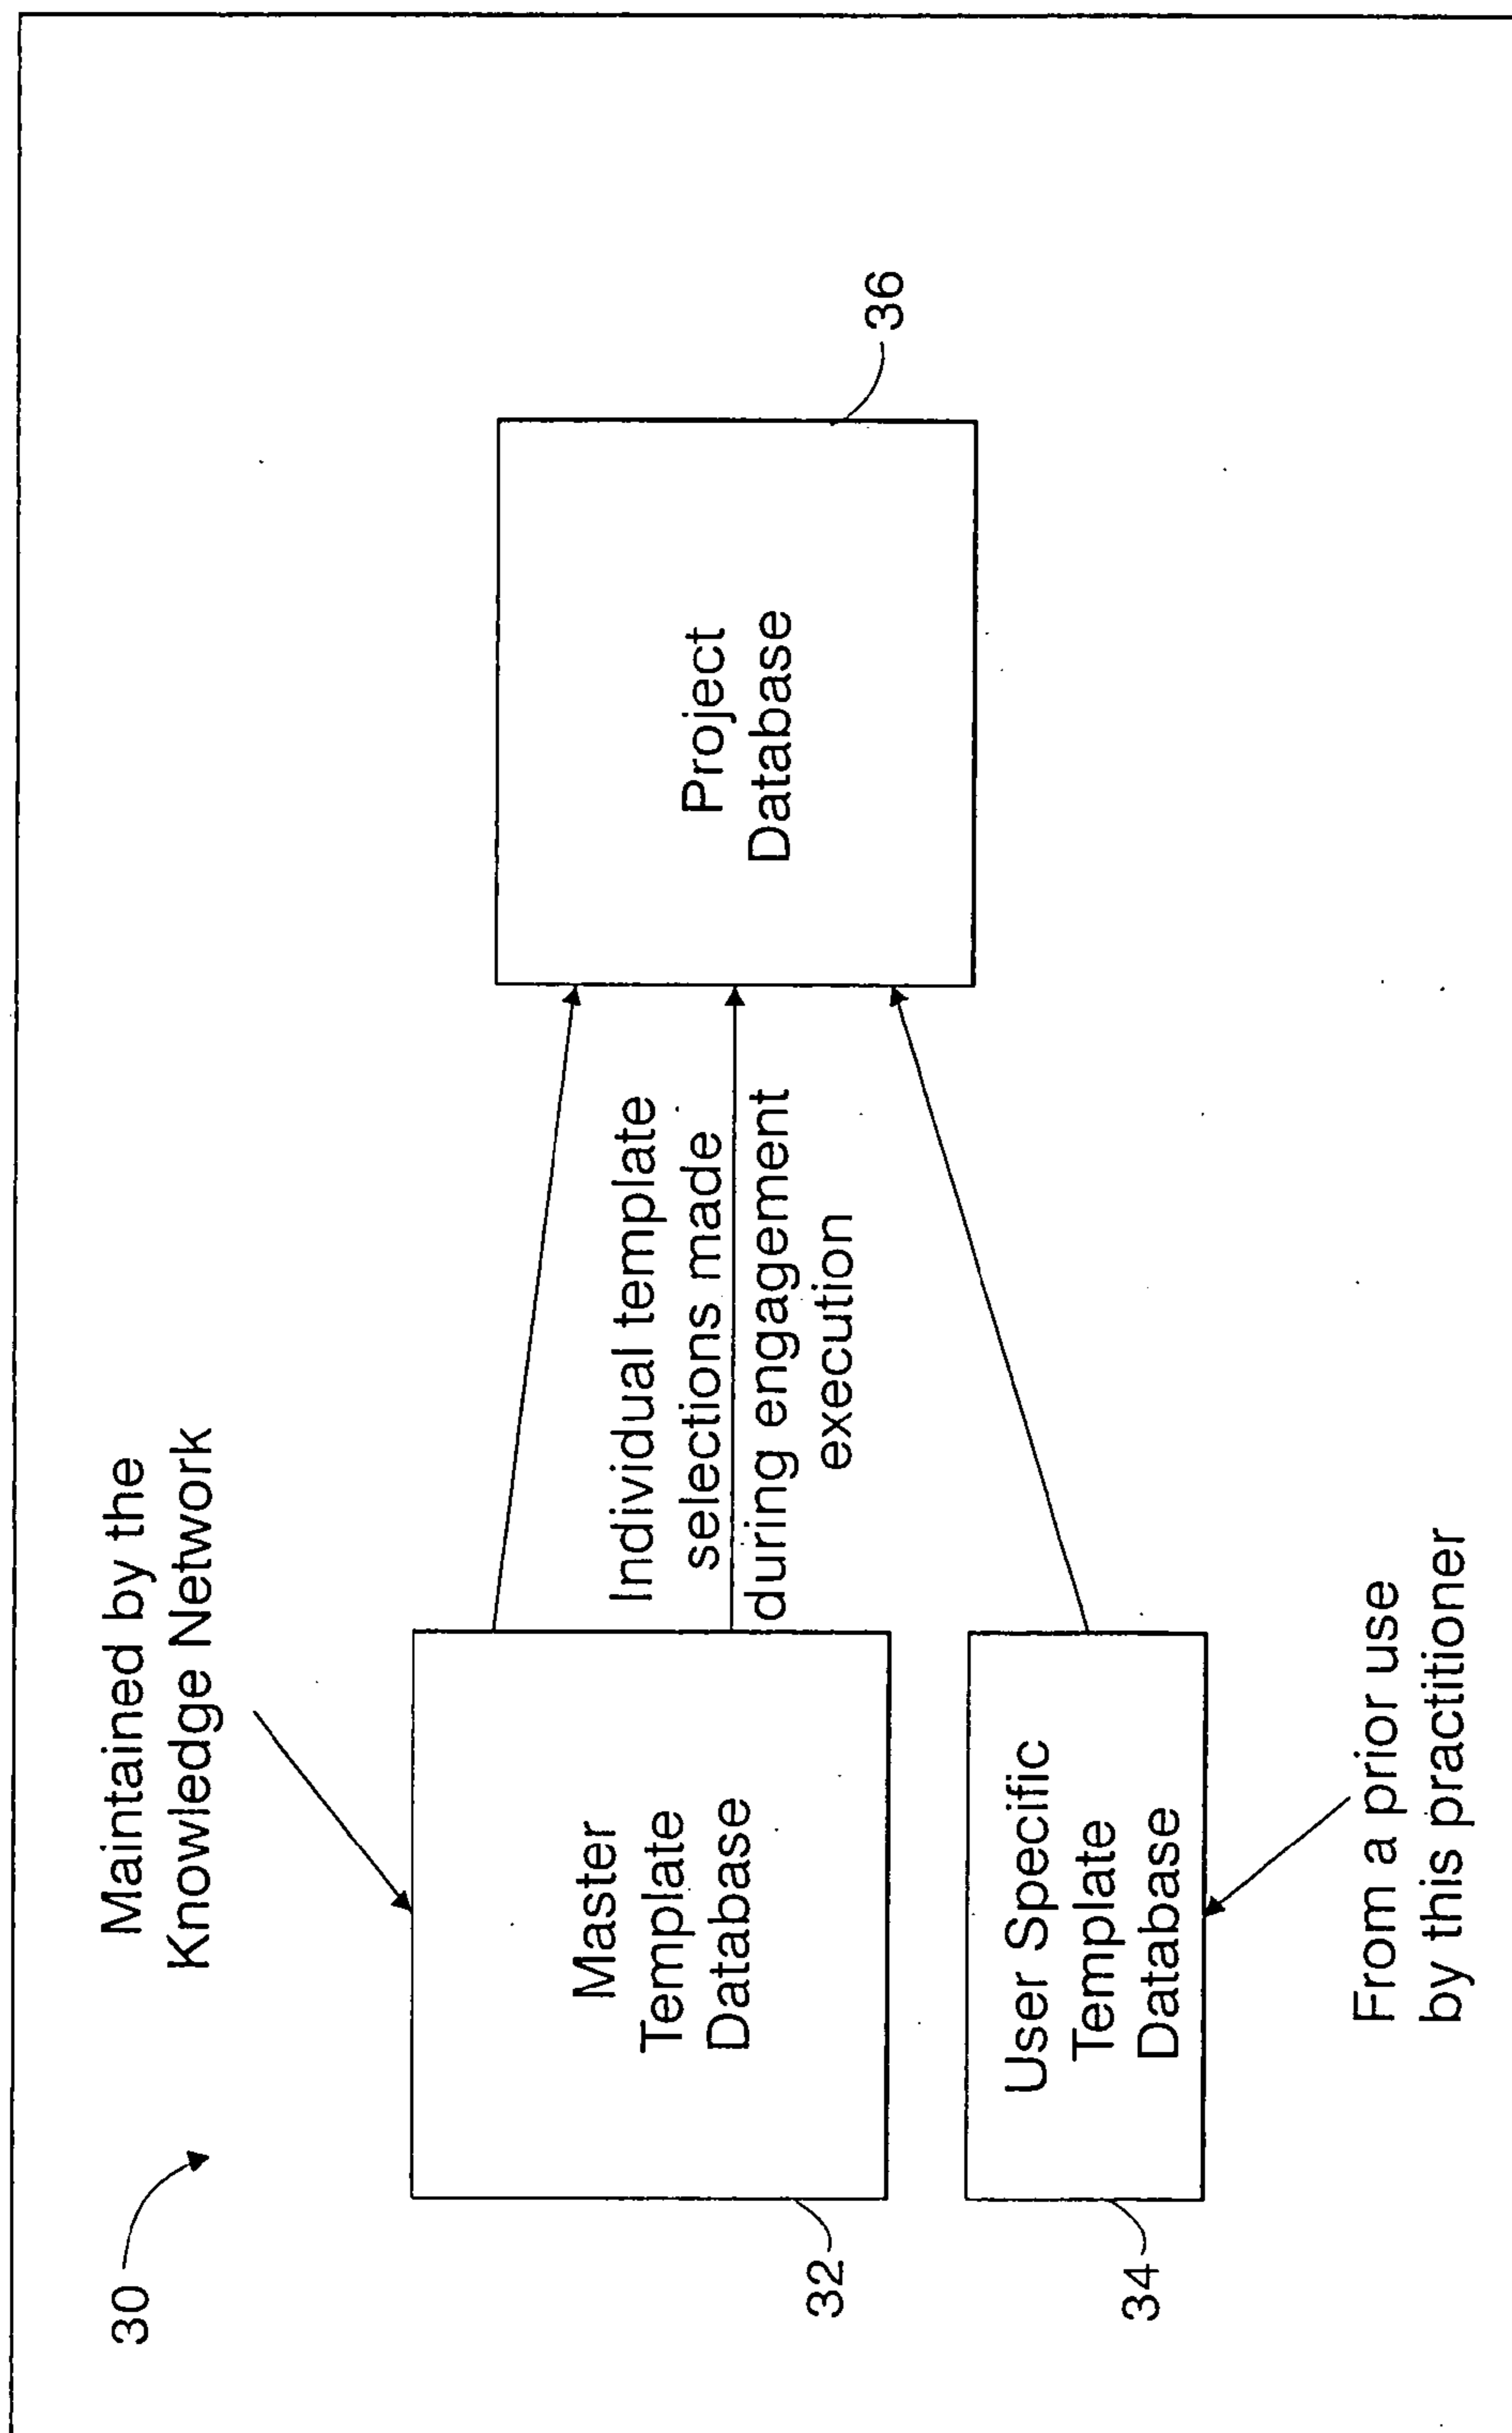 30
Maintained by the
Knowledge Network
Master
Template
Database
32
Individual template
selections made
during engagement
execution
Project
Database
36
User Specific
Template
Database
34
From a prior use
by this practitioner